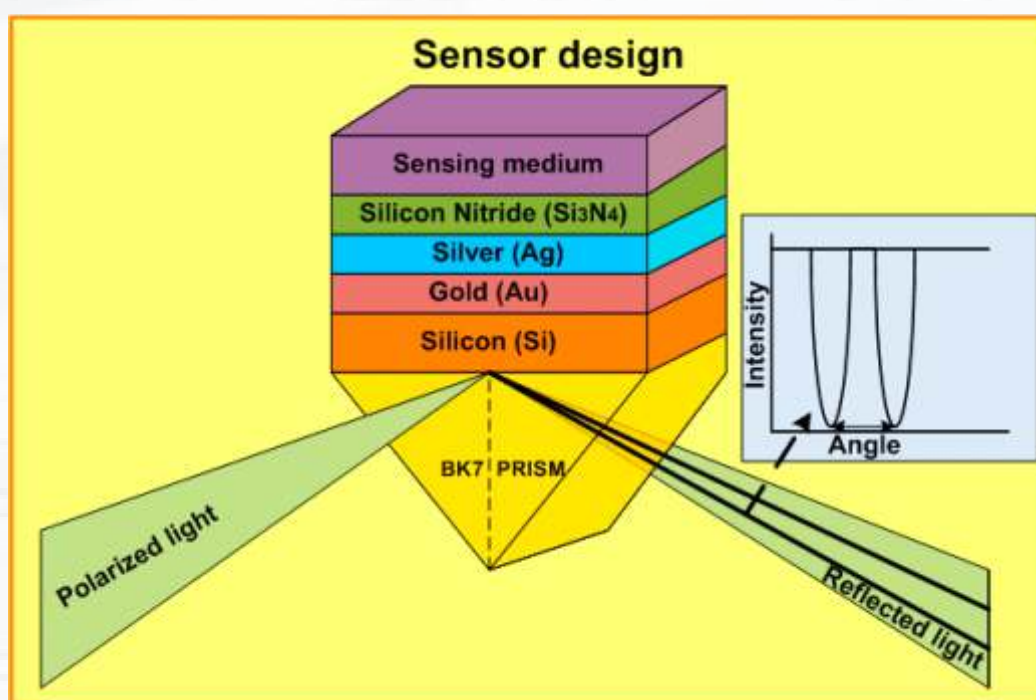 Sensor design
Sensing medium
Silicon Nitride (Si3N4)
Silver (Ag)
Gold (Au)
Silicon (Si)
BK7 PRISM
Polarized light
Reflected light
Intensity
Angle